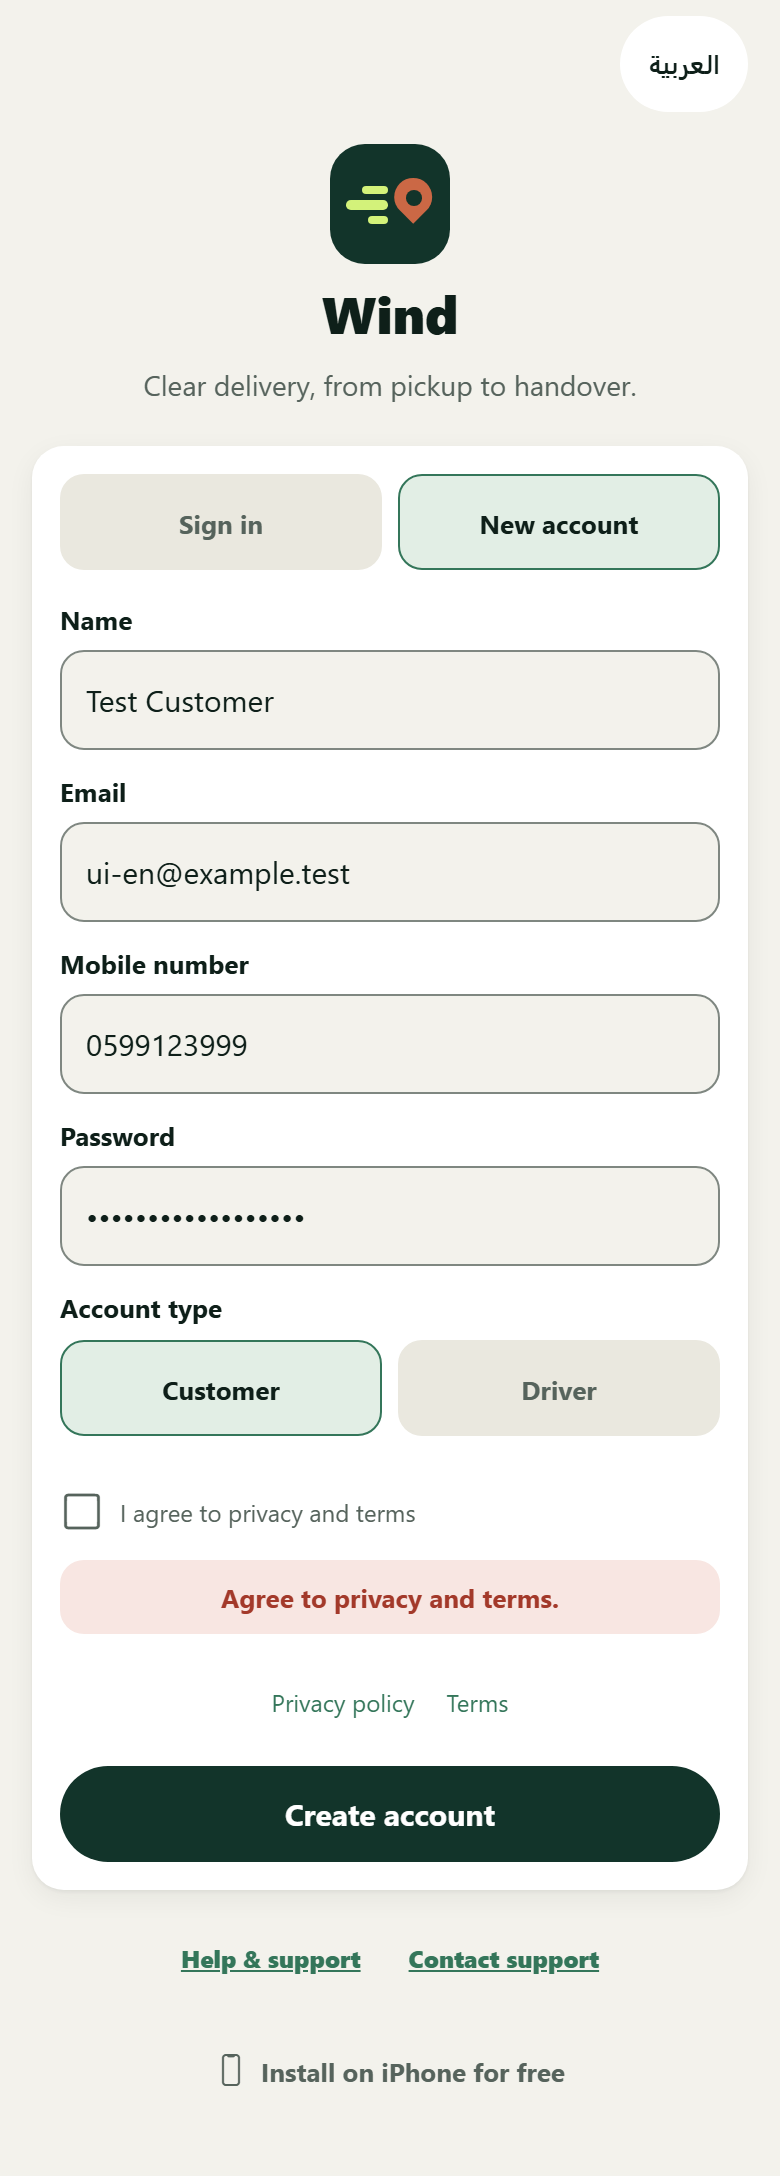 العربية
Wind
Clear delivery, from pickup to handover.
Sign in
New account
Name
Test Customer
Email
ui-en@example.test
Mobile number
0599123999
Password
••••••••••••••••••
Account type
Customer
Driver
I agree to privacy and terms
Agree to privacy and terms.
Privacy policy
Terms
Create account
Help & support
Contact support
Install on iPhone for free